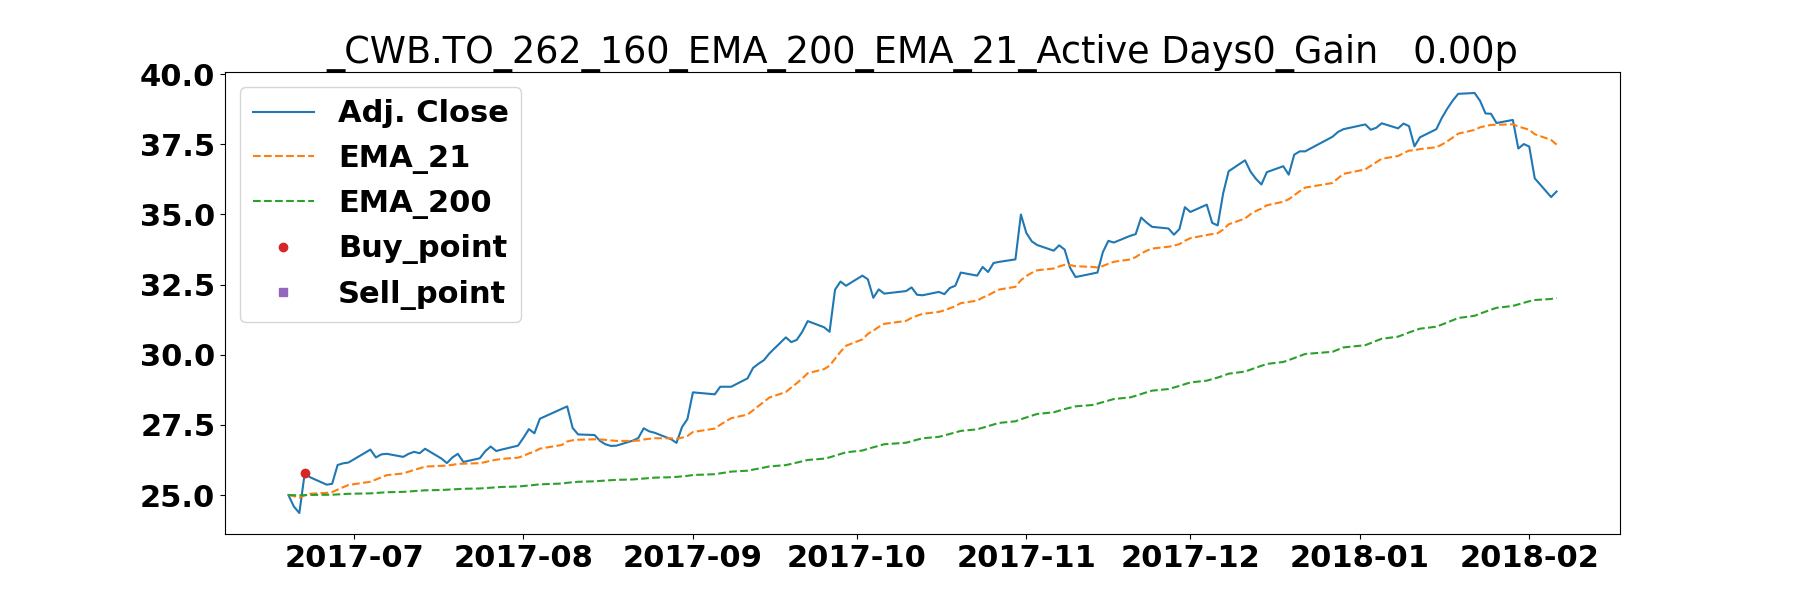 _CWB.TO_262_160_EMA_200_EMA_21_Active Days0_Gain   0.00p
40.0
37.5
35.0
32.5
30.0
27.5
25.0
Adj. Close
EMA_21
EMA_200
Buy_point
Sell_point
2017-07 2017-08 2017-09 2017-10 2017-11 2017-12 2018-01 2018-02